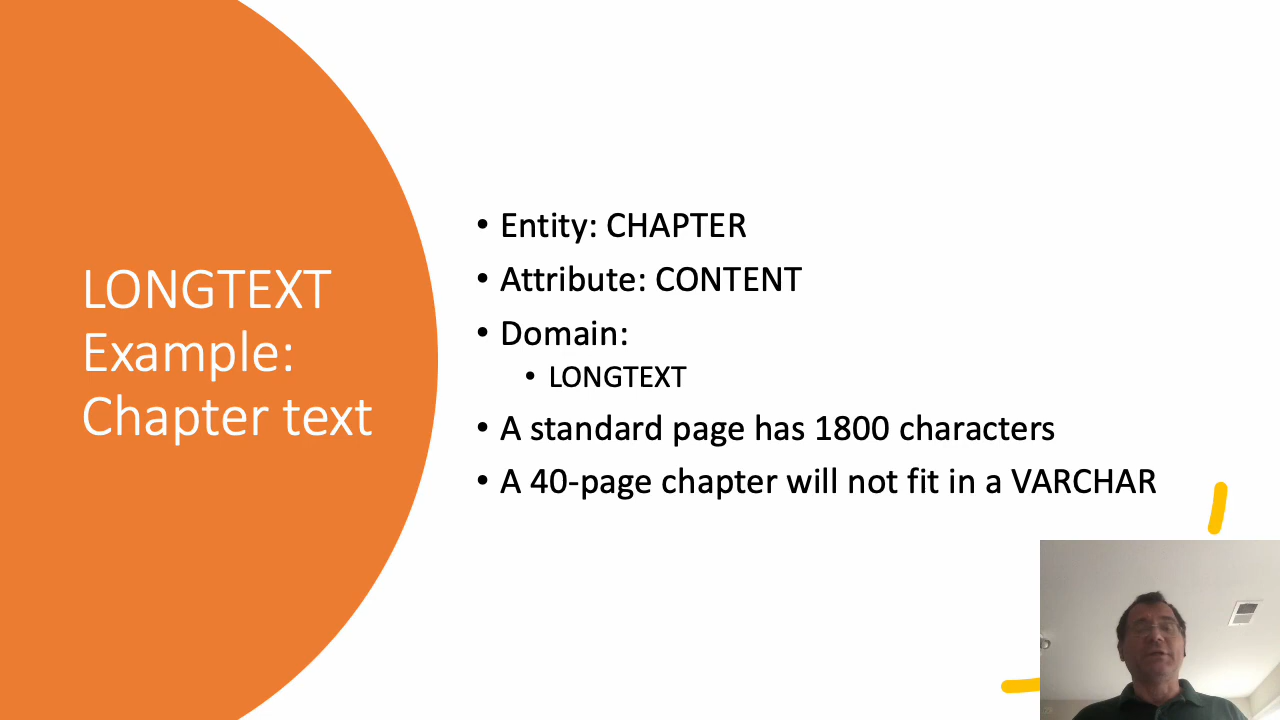 LONGTEXT
Example:
Chapter text
• Entity: CHAPTER
• Attribute: CONTENT
• Domain:
• LONGTEXT
• A standard page has 1800 characters
• A 40-page chapter will not fit in a VARCHAR